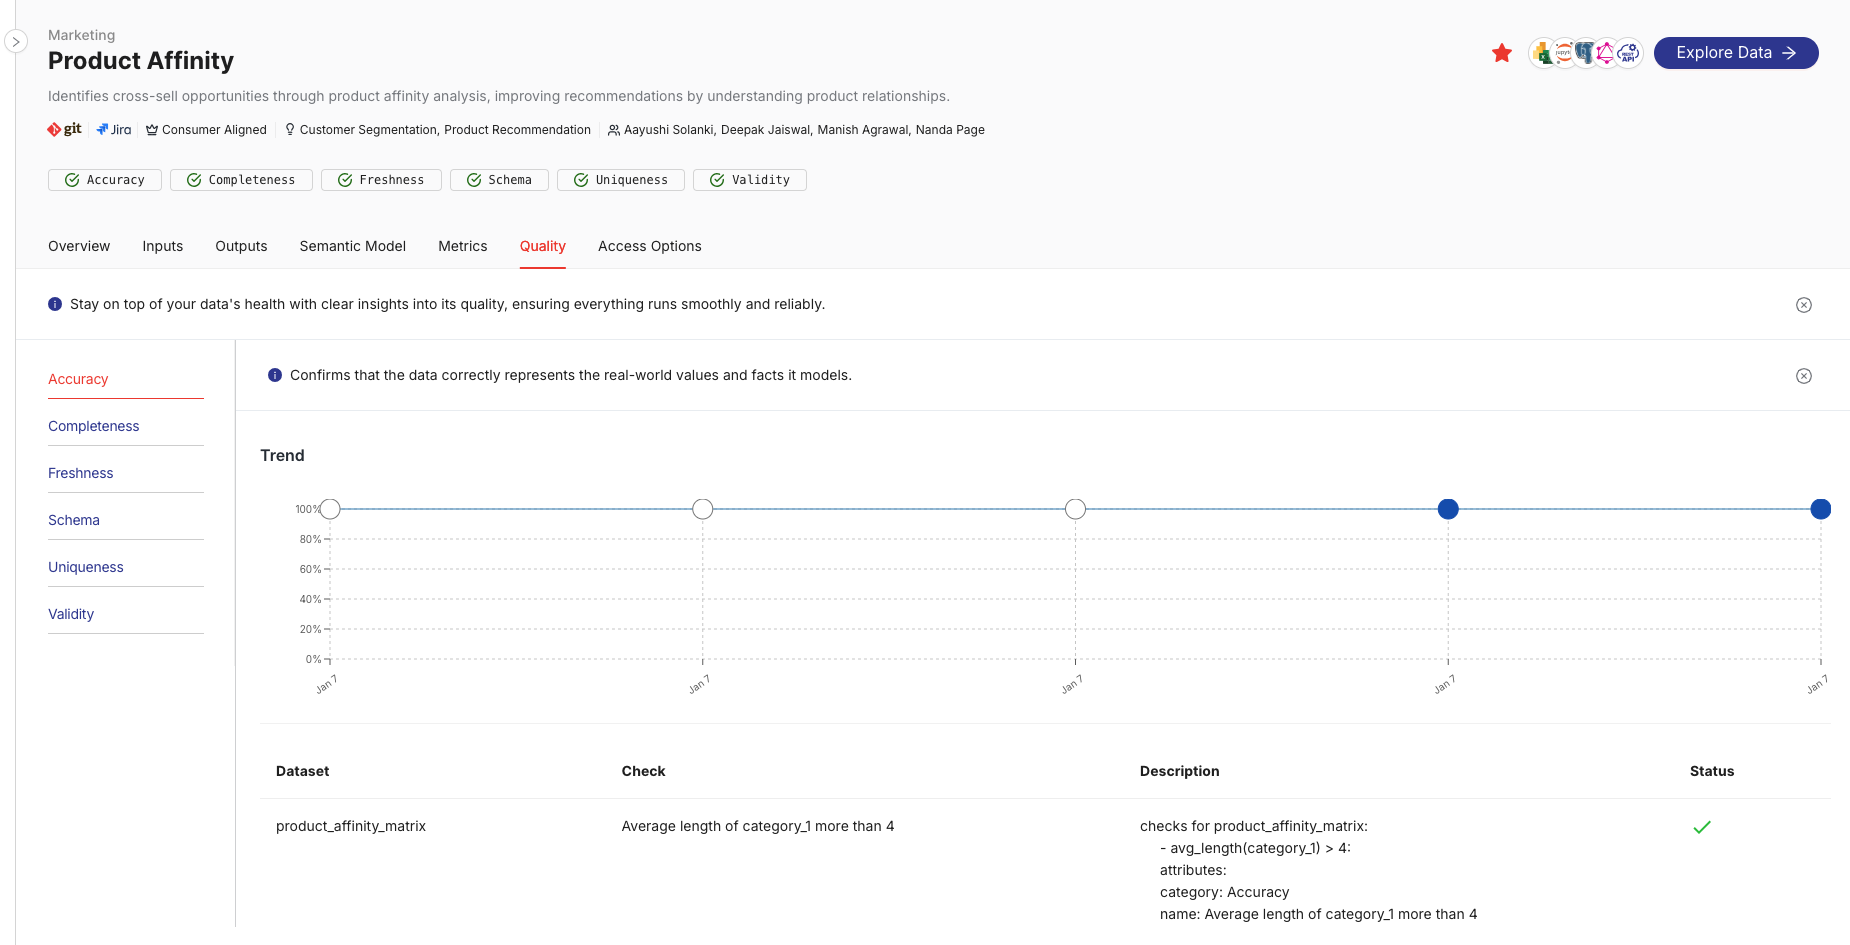 Marketing
Product Affinity
Explore Data
Identifies cross-sell opportunities through product affinity analysis, improving recommendations by understanding product relationships.
git Jira Consumer Aligned Customer Segmentation, Product Recommendation Aayushi Solanki, Deepak Jaiswal, Manish Agrawal, Nanda Page
Accuracy Completeness Freshness Schema Uniqueness Validity
Overview Inputs Outputs Semantic Model Metrics Quality Access Options
Stay on top of your data's health with clear insights into its quality, ensuring everything runs smoothly and reliably.
Accuracy
Completeness
Freshness
Schema
Uniqueness
Validity
Confirms that the data correctly represents the real-world values and facts it models.
Trend
100%
80%
60%
40%
20%
0%
Jan 7 Jan 7 Jan 7 Jan 7 Jan 7
Dataset Check Description Status
product_affinity_matrix Average length of category_1 more than 4 checks for product_affinity_matrix:
- avg_length(category_1) > 4:
attributes:
category: Accuracy
name: Average length of category_1 more than 4